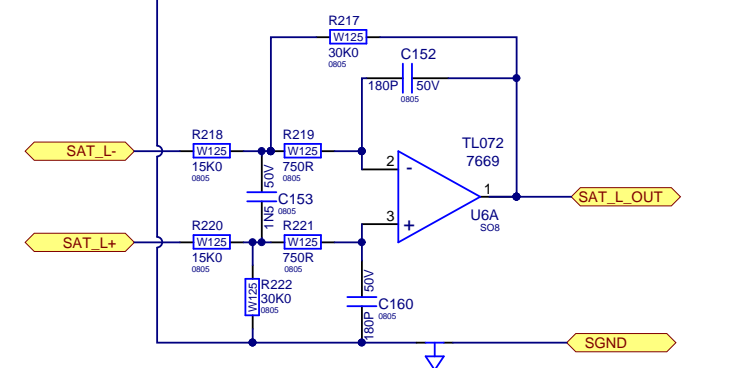 R217
W125
30K0
0805
C152
180P 50V
0805
R218
W125
15K0
0805
R219
W125
750R
0805
SAT_L-
50V
C153
0805
1N5
TL072
7669
2
-
1
3
+
U6A
SO8
SAT_L_OUT
R220
W125
15K0
0805
R221
W125
750R
0805
SAT_L+
R222
W125
30K0
0805
50V
C160
0805
180P
SGND